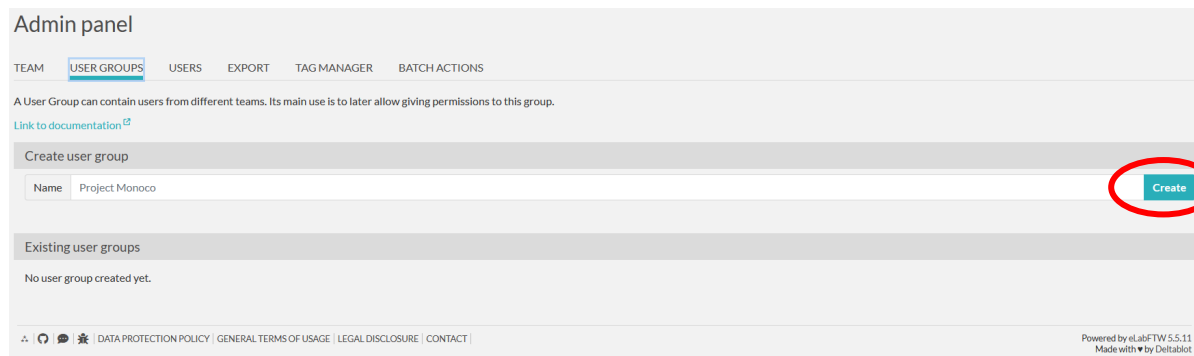 Admin panel
TEAM USER GROUPS USERS EXPORT TAG MANAGER BATCH ACTIONS
A User Group can contain users from different teams. Its main use is to later allow giving permissions to this group.
Link to documentation
Create user group
Name Project Monoco Create
Existing user groups
No user group created yet.
DATA PROTECTION POLICY | GENERAL TERMS OF USAGE | LEGAL DISCLOSURE | CONTACT | Powered by eLabFTW 5.5.11
Made with ♥ by Deltablot